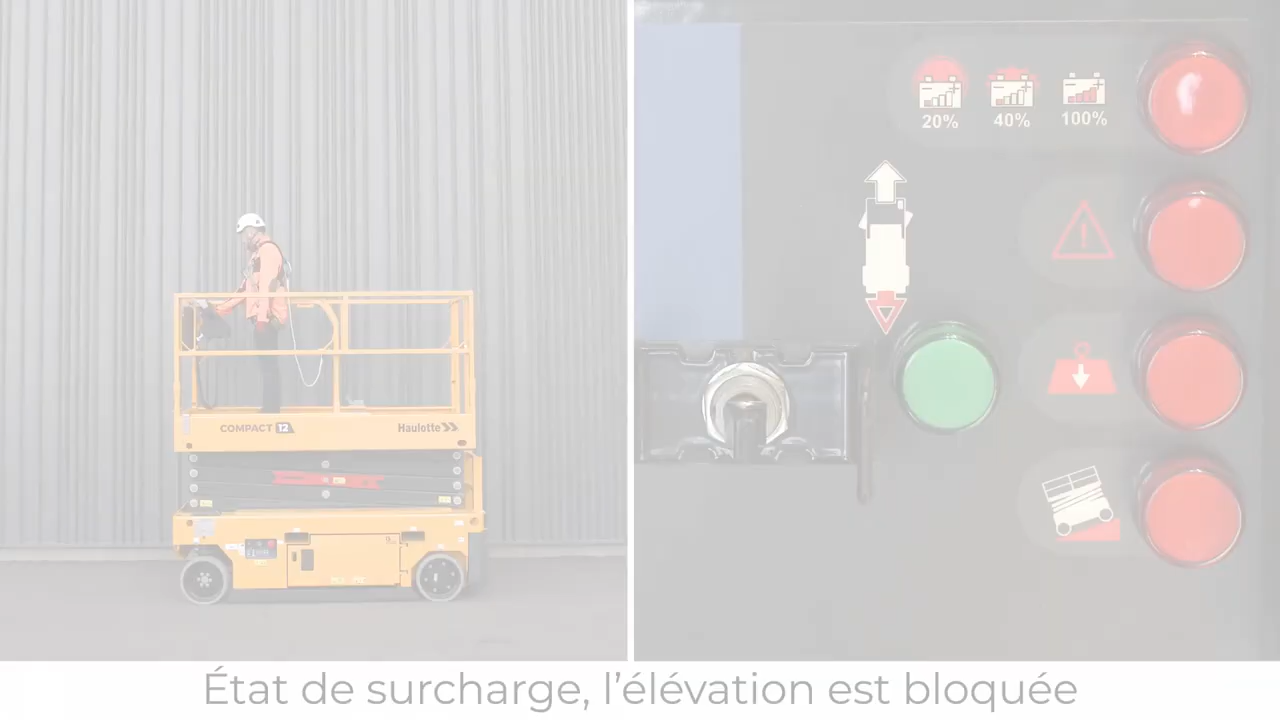 20% 40% 100%
COMPACT 12 Haulotte
État de surcharge, l’élévation est bloquée